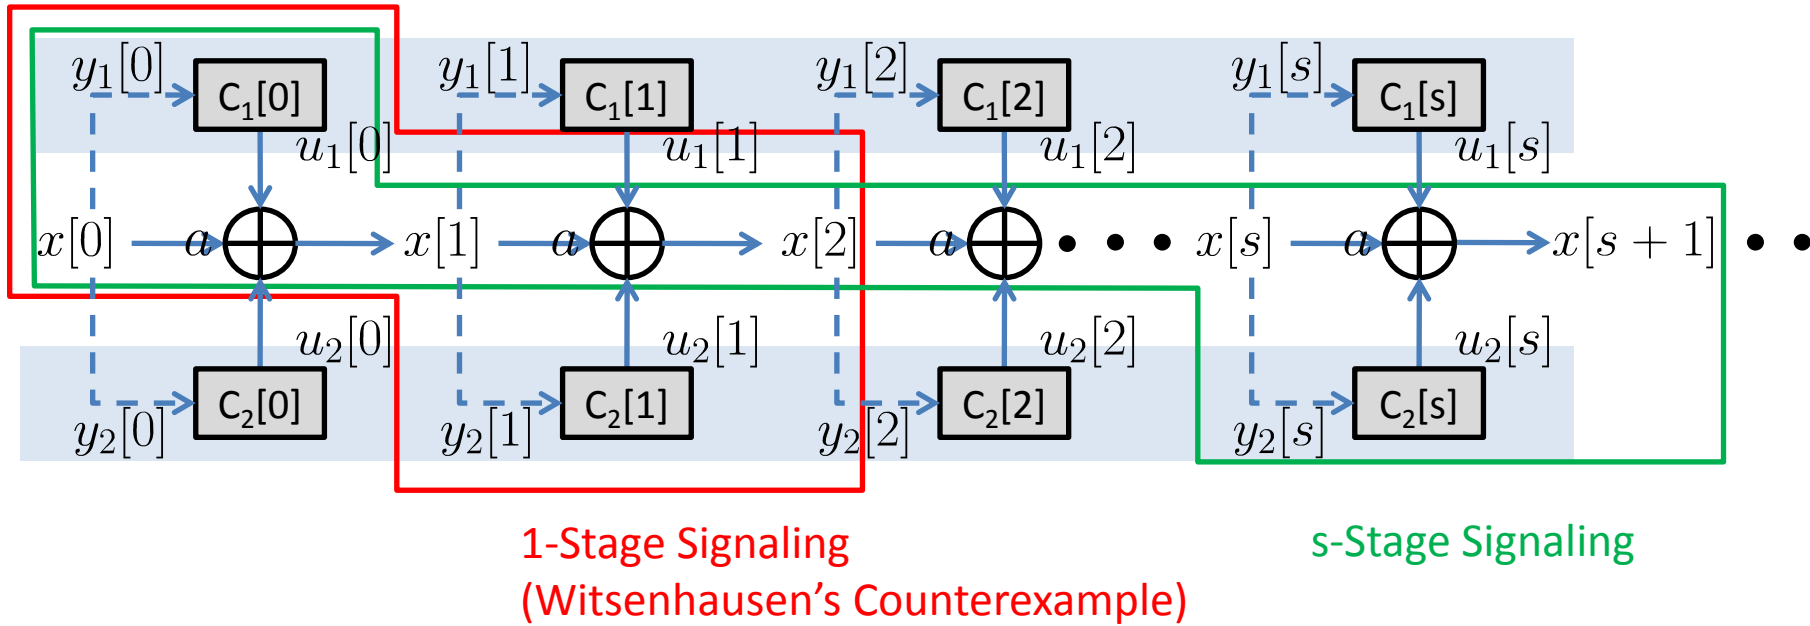 y₁[0] C₁[0] y₁[1] C₁[1] y₁[2] C₁[2] y₁[s] C₁[s]
u₁[0] u₁[1] u₁[2] u₁[s]
x[0] a x[1] a x[2] a • • • x[s] a x[s + 1] • •
u₂[0] u₂[1] u₂[2] u₂[s]
C₂[0] C₂[1] C₂[2] C₂[s]
y₂[0] y₂[1] y₂[2] y₂[s]
1-Stage Signaling s-Stage Signaling
(Witsenhausen's Counterexample)